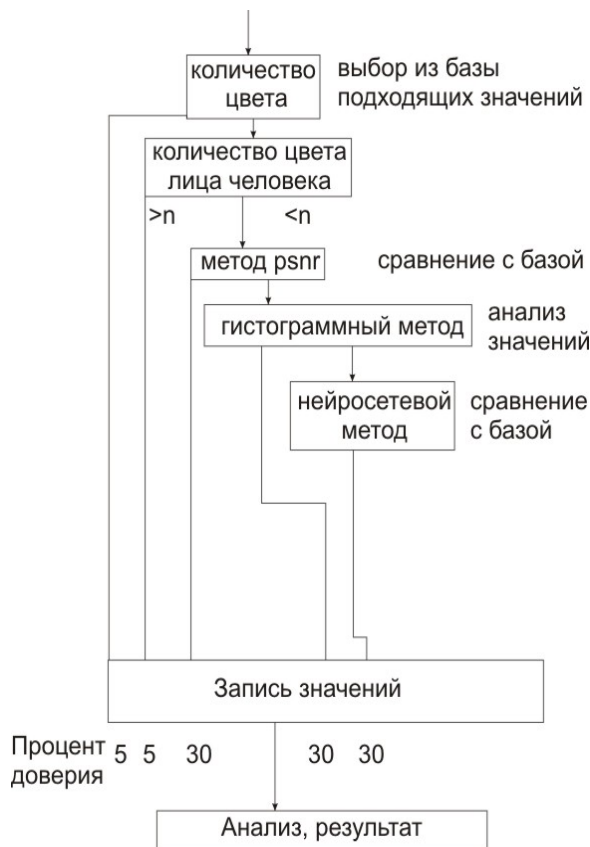 количество
цвета
выбор из базы
подходящих значений
количество цвета
лица человека
>n
<n
метод psnr
сравнение с базой
гистограммный метод
анализ
значений
нейросетевой
метод
сравнение
с базой
Запись значений
Процент
доверия
5 5 30 30 30
Анализ, результат